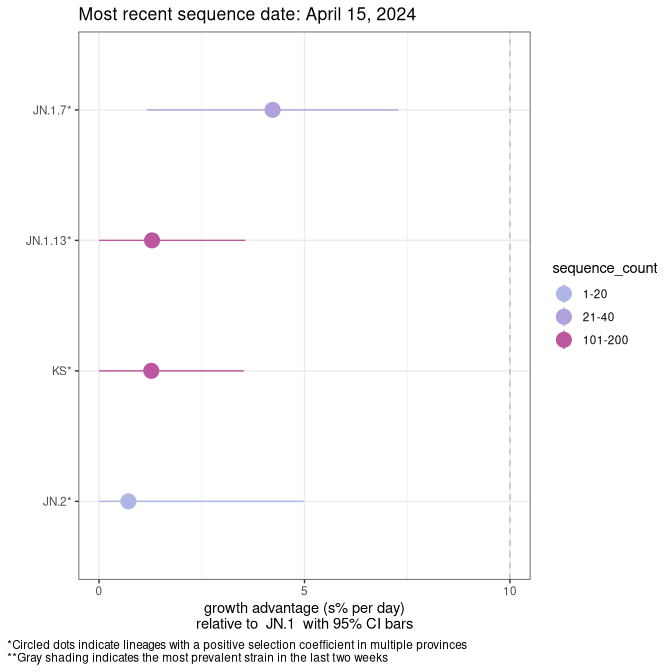 Most recent sequence date: April 15, 2024
JN.1.7*
JN.1.13*
KS*
JN.2*
0
5
10
growth advantage (s% per day)
relative to JN.1 with 95% CI bars
sequence_count
1-20
21-40
101-200
*Circled dots indicate lineages with a positive selection coefficient in multiple provinces
**Gray shading indicates the most prevalent strain in the last two weeks